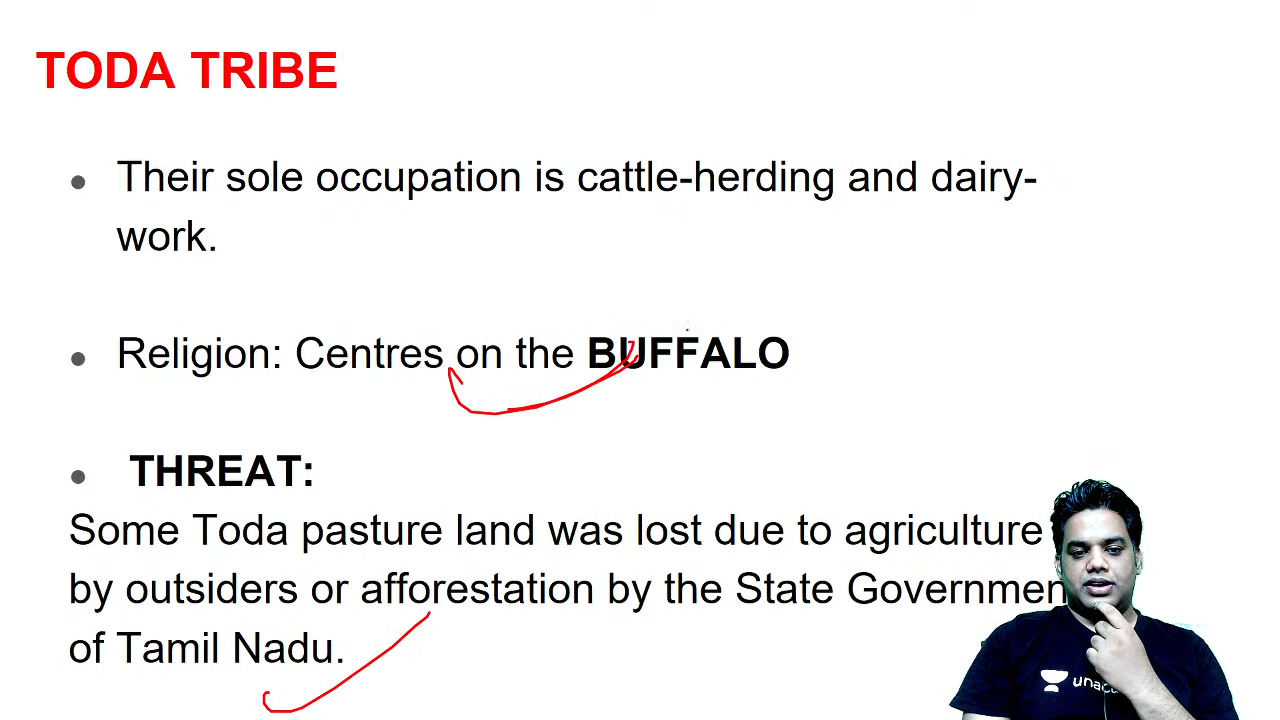 TODA TRIBE
● Their sole occupation is cattle-herding and dairy-
work.
● Religion: Centres on the BUFFALO
● THREAT:
Some Toda pasture land was lost due to agriculture
by outsiders or afforestation by the State Governmen
of Tamil Nadu.